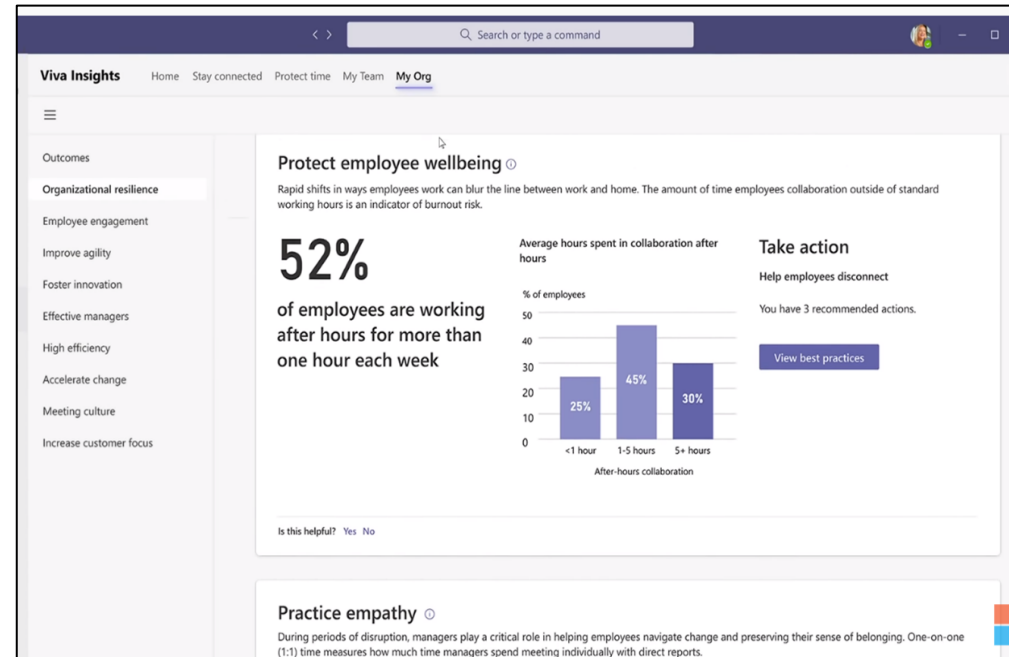 Search or type a command
Viva Insights
Home
Stay connected
Protect time
My Team
My Org
Outcomes
Organizational resilience
Employee engagement
Improve agility
Foster innovation
Effective managers
High efficiency
Accelerate change
Meeting culture
Increase customer focus
Protect employee wellbeing
Rapid shifts in ways employees work can blur the line between work and home. The amount of time employees collaboration outside of standard
working hours is an indicator of burnout risk.
52%
of employees are working
after hours for more than
one hour each week
Average hours spent in collaboration after
hours
% of employees
50
40
30
20
10
0
25%
45%
30%
<1 hour
1-5 hours
5+ hours
After-hours collaboration
Take action
Help employees disconnect
You have 3 recommended actions.
View best practices
Is this helpful? Yes No
Practice empathy
During periods of disruption, managers play a critical role in helping employees navigate change and preserving their sense of belonging. One-on-one
(1:1) time measures how much time managers spend meeting individually with direct reports.